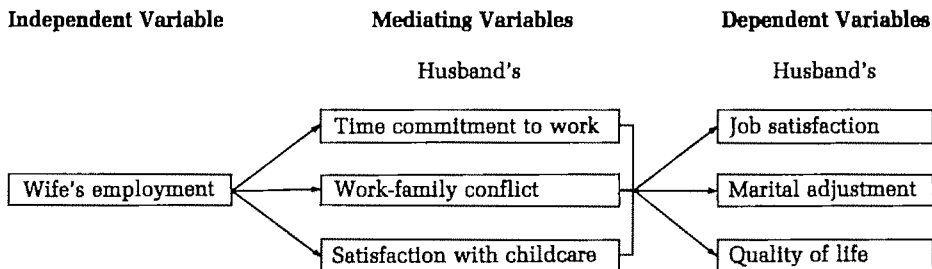 Independent Variable Mediating Variables Dependent Variables
Husband's Husband's
Time commitment to work Job satisfaction
Wife's employment Work-family conflict Marital adjustment
Satisfaction with childcare Quality of life